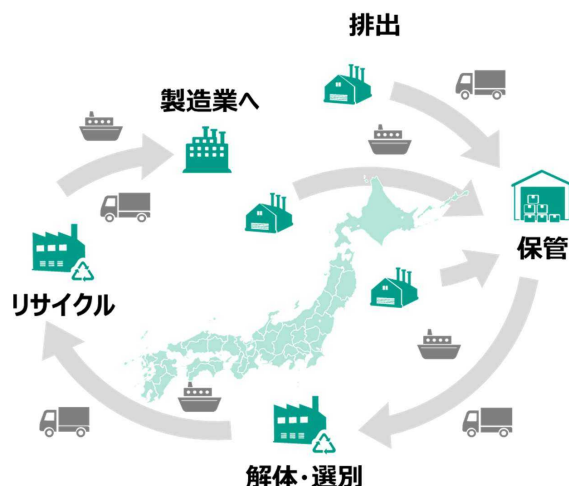 排出
製造業へ
保管
リサイクル
解体・選別